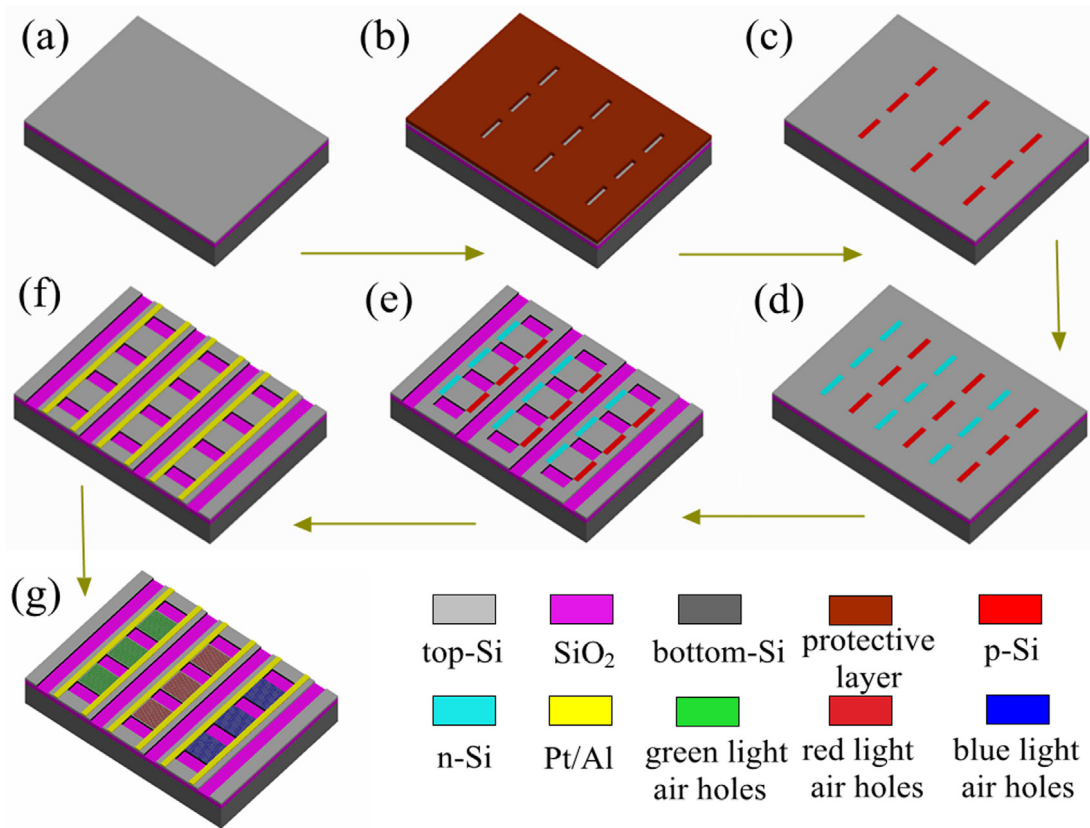 (a)
(b)
(c)
(f)
(e)
(d)
(g)
top-Si
SiO₂
bottom-Si
protective
layer
p-Si
n-Si
Pt/Al
green light
air holes
red light
air holes
blue light
air holes